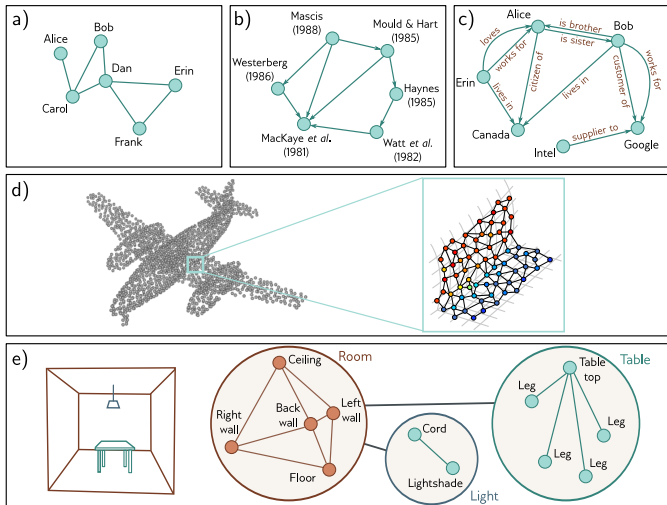 a)
Alice
Bob
Dan
Erin
Carol
Frank
b)
Mascis
(1988)
Mould & Hart
(1985)
Westerberg
(1986)
Haynes
(1985)
MacKaye et al.
(1981)
Watt et al.
(1982)
c)
Alice
Bob
is brother
is sister
loves
works for
citizen of
lives in
customer of
works for
Erin
lives in
Canada
supplier to
Intel
Google
d)
e)
Room
Ceiling
Right
wall
Back
wall
Left
wall
Floor
Cord
Lightshade
Light
Table
Table
top
Leg
Leg
Leg
Leg